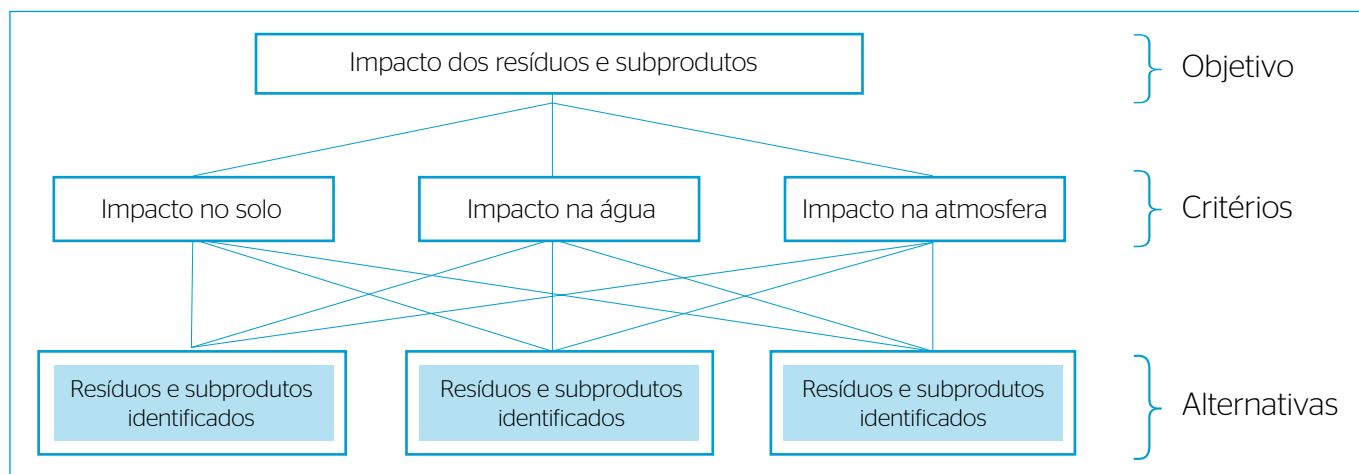 Impacto dos resíduos e subprodutos
Objetivo
Impacto no solo
Impacto na água
Impacto na atmosfera
Critérios
Resíduos e subprodutos
identificados
Resíduos e subprodutos
identificados
Resíduos e subprodutos
identificados
Alternativas